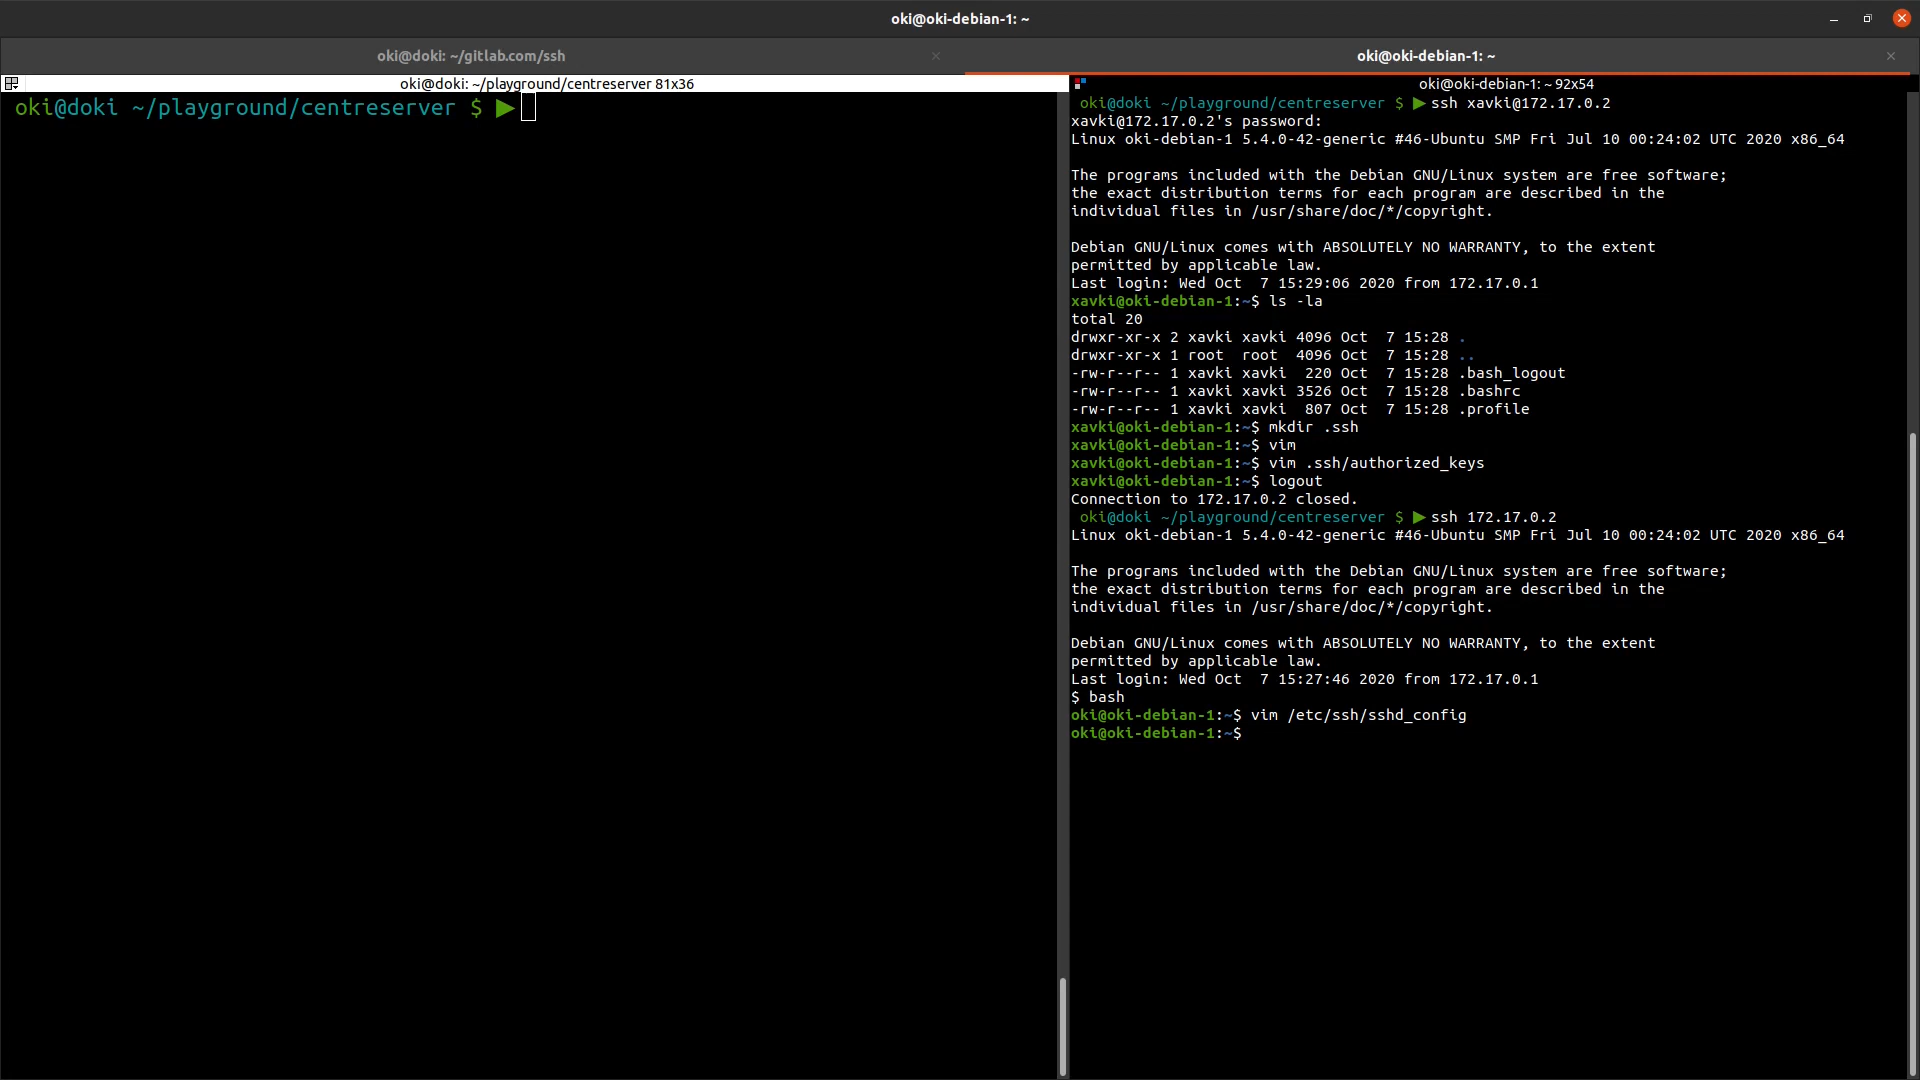 oki@oki-debian-1: ~
oki@doki: ~/gitlab.com/ssh
oki@oki-debian-1: ~
oki@doki: ~/playground/centreserver 81x36
oki@doki ~/playground/centreserver $ ▶
oki@oki-debian-1: ~ 92x54
oki@doki ~/playground/centreserver $ ▶ ssh xavki@172.17.0.2
xavki@172.17.0.2's password:
Linux oki-debian-1 5.4.0-42-generic #46-Ubuntu SMP Fri Jul 10 00:24:02 UTC 2020 x86_64
The programs included with the Debian GNU/Linux system are free software;
the exact distribution terms for each program are described in the
individual files in /usr/share/doc/*/copyright.
Debian GNU/Linux comes with ABSOLUTELY NO WARRANTY, to the extent
permitted by applicable law.
Last login: Wed Oct  7 15:29:06 2020 from 172.17.0.1
xavki@oki-debian-1:~$ ls -la
total 20
drwxr-xr-x 2 xavki xavki 4096 Oct  7 15:28 .
drwxr-xr-x 1 root  root  4096 Oct  7 15:28 ..
-rw-r--r-- 1 xavki xavki  220 Oct  7 15:28 .bash_logout
-rw-r--r-- 1 xavki xavki 3526 Oct  7 15:28 .bashrc
-rw-r--r-- 1 xavki xavki  807 Oct  7 15:28 .profile
xavki@oki-debian-1:~$ mkdir .ssh
xavki@oki-debian-1:~$ vim
xavki@oki-debian-1:~$ vim .ssh/authorized_keys
xavki@oki-debian-1:~$ logout
Connection to 172.17.0.2 closed.
oki@doki ~/playground/centreserver $ ▶ ssh 172.17.0.2
Linux oki-debian-1 5.4.0-42-generic #46-Ubuntu SMP Fri Jul 10 00:24:02 UTC 2020 x86_64
The programs included with the Debian GNU/Linux system are free software;
the exact distribution terms for each program are described in the
individual files in /usr/share/doc/*/copyright.
Debian GNU/Linux comes with ABSOLUTELY NO WARRANTY, to the extent
permitted by applicable law.
Last login: Wed Oct  7 15:27:46 2020 from 172.17.0.1
$ bash
oki@oki-debian-1:~$ vim /etc/ssh/sshd_config
oki@oki-debian-1:~$